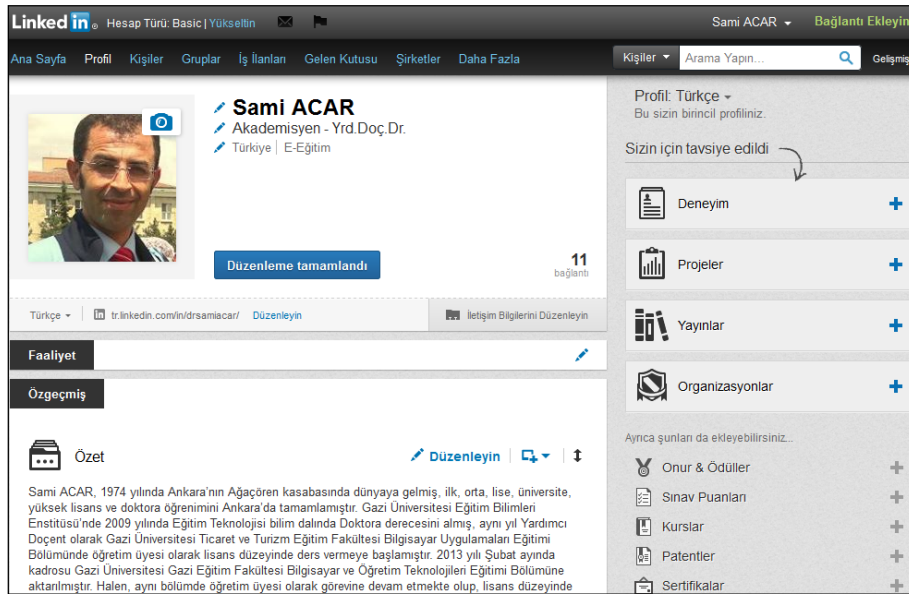 Linked in® Hesap Türü: Basic | Yükseltin
Sami ACAR
Bağlantı Ekleyin
Ana Sayfa Profil Kişiler Gruplar İş İlanları Gelen Kutusu Şirketler Daha Fazla
Kişiler Arama Yapın... Gelişmiş
Sami ACAR
Akademisyen - Yrd.Doç.Dr.
Türkiye | E-Eğitim
Düzenleme tamamlandı
11
bağlantı
Türkçe tr.linkedin.com/in/drsamiacar/ Düzenleyin
İletişim Bilgilerini Düzenleyin
Faaliyet
Özgeçmiş
Özet
Düzenleyin
Sami ACAR, 1974 yılında Ankara'nın Ağaçören kasabasında dünyaya gelmiş, ilk, orta, lise, üniversite,
yüksek lisans ve doktora öğrenimini Ankara'da tamamlamıştır. Gazi Üniversitesi Eğitim Bilimleri
Enstitüsü'nde 2009 yılında Eğitim Teknolojisi bilim dalında Doktora derecesini almış, aynı yıl Yardımcı
Doçent olarak Gazi Üniversitesi Ticaret ve Turizm Eğitim Fakültesi Bilgisayar Uygulamaları Eğitimi
Bölümünde öğretim üyesi olarak lisans düzeyinde ders vermeye başlamıştır. 2013 yılı Şubat ayında
kadrosu Gazi Üniversitesi Gazi Eğitim Fakültesi Bilgisayar ve Öğretim Teknolojileri Eğitimi Bölümüne
aktarılmıştır. Halen, aynı bölümde öğretim üyesi olarak görevine devam etmekte olup, lisans düzeyinde
Profil: Türkçe
Bu sizin birincil profiliniz.
Sizin için tavsiye edildi
Deneyim
Projeler
Yayınlar
Organizasyonlar
Ayrıca şunları da ekleyebilirsiniz...
Onur & Ödüller
Sınav Puanları
Kurslar
Patentler
Sertifikalar